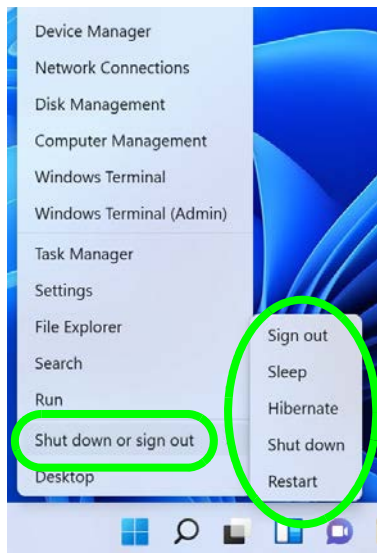 Device Manager
Network Connections
Disk Management
Computer Management
Windows Terminal
Windows Terminal (Admin)
Task Manager
Settings
File Explorer
Search
Run
Shut down or sign out
Desktop
Sign out
Sleep
Hibernate
Shut down
Restart